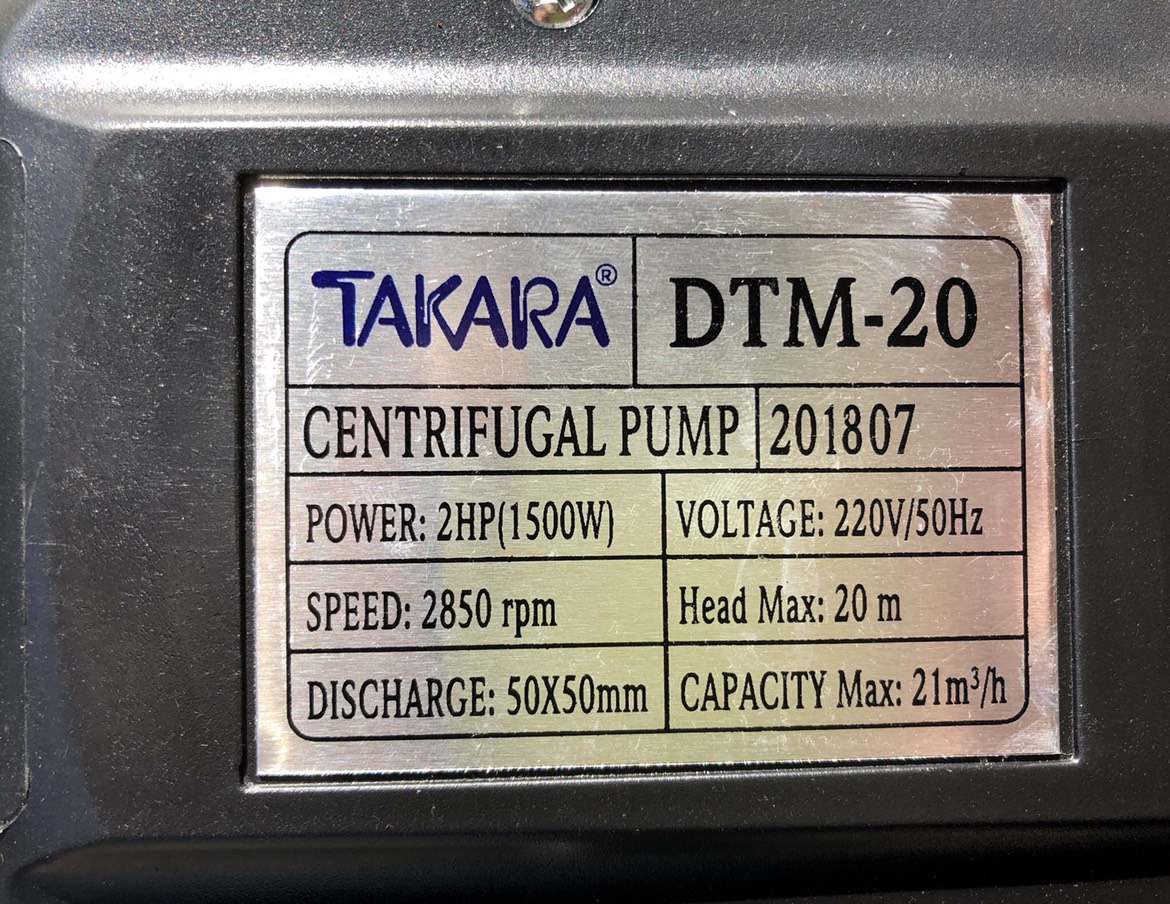 TAKARA® DTM-20
CENTRIFUGAL PUMP 201807
POWER: 2HP(1500W) VOLTAGE: 220V/50Hz
SPEED: 2850 rpm Head Max: 20 m
DISCHARGE: 50X50mm CAPACITY Max: 21m³/h